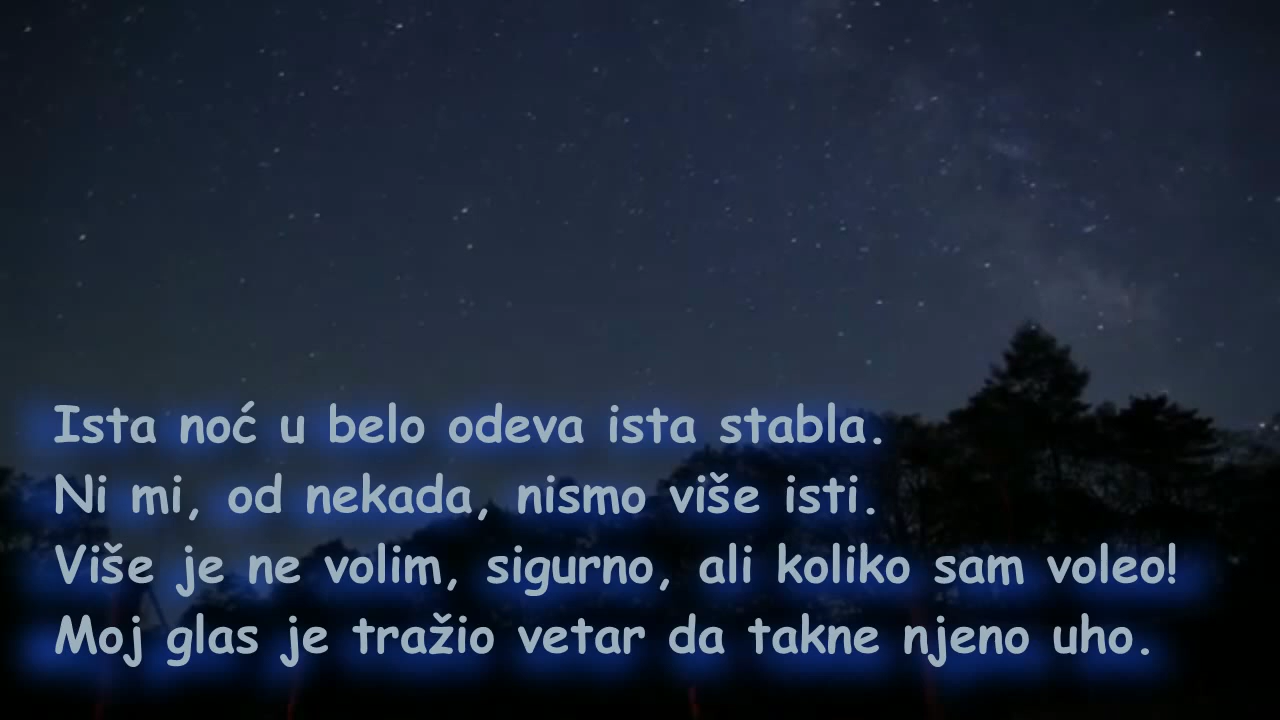 Ista noć u belo odeva ista stabla.
Ni mi, od nekada, nismo više isti.
Više je ne volim, sigurno, ali koliko sam voleo!
Moj glas je tražio vetar da takne njeno uho.